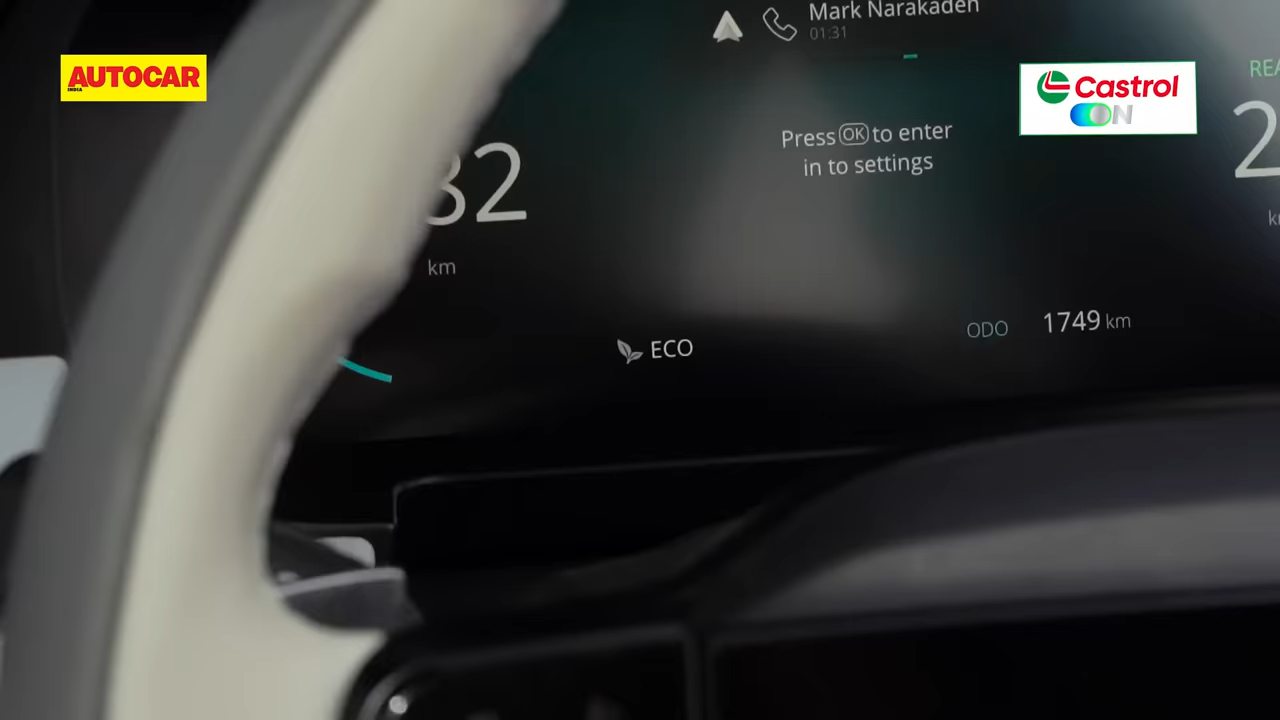 Mark Narakaden
01:31
AUTOCAR
INDIA
Castrol
ON
Press OK to enter
in to settings
32
km
ECO
ODO 1749 km